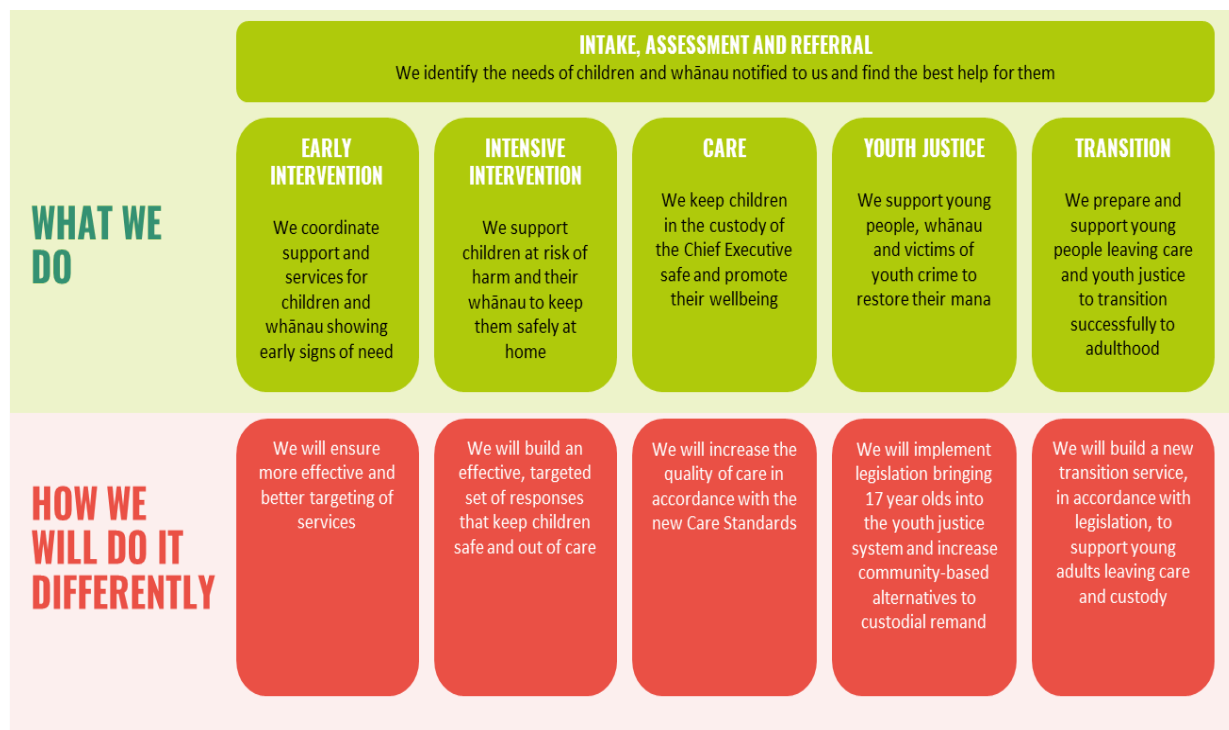 INTAKE, ASSESSMENT AND REFERRAL
We identify the needs of children and whānau notified to us and find the best help for them
WHAT WE
DO
EARLY
INTERVENTION
We coordinate
support and
services for
children and
whānau showing
early signs of need
INTENSIVE
INTERVENTION
We support
children at risk of
harm and their
whānau to keep
them safely at
home
CARE
We keep children
in the custody of
the Chief Executive
safe and promote
their wellbeing
YOUTH JUSTICE
We support young
people, whānau
and victims of
youth crime to
restore their mana
TRANSITION
We prepare and
support young
people leaving care
and youth justice
to transition
successfully to
adulthood
HOW WE
WILL DO IT
DIFFERENTLY
We will ensure
more effective and
better targeting of
services
We will build an
effective, targeted
set of responses
that keep children
safe and out of care
We will increase the
quality of care in
accordance with the
new Care Standards
We will implement
legislation bringing
17 year olds into
the youth justice
system and increase
community-based
alternatives to
custodial remand
We will build a new
transition service,
in accordance with
legislation, to
support young
adults leaving care
and custody